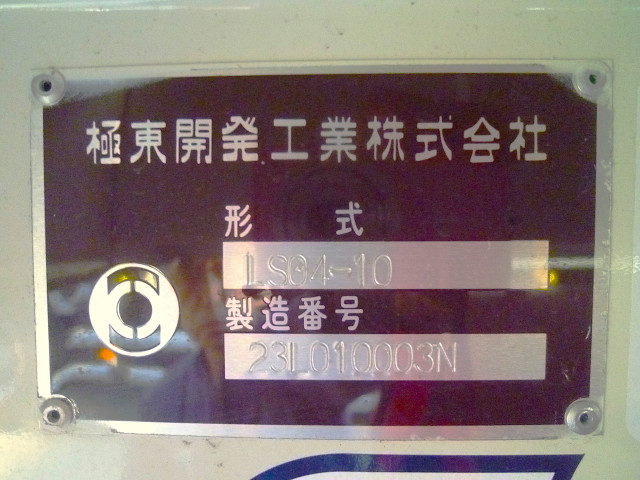 極東開発工業株式会社
形 式
LS04-10
製造番号
23L010003N